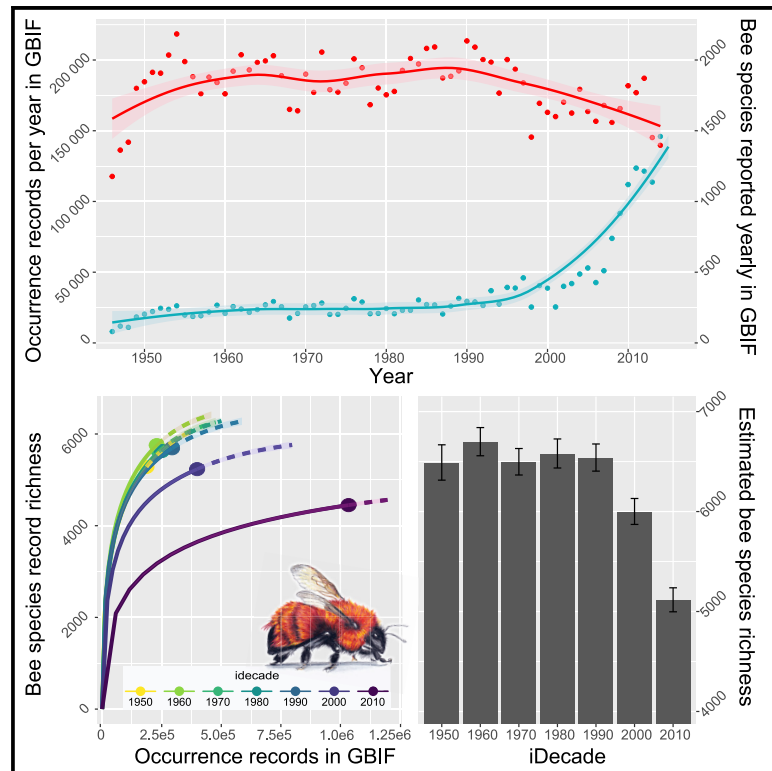 Occurrence records per year in GBIF
200 000
150 000
100 000
50 000
0
Bee species reported yearly in GBIF
2000
1500
1000
500
0
1950 1960 1970 1980 1990 2000 2010
Year
Bee species record richness
6000
4000
2000
0
idecade
1950 1960 1970 1980 1990 2000 2010
0 2.5e5 5.0e5 1.0e6 1.25e6
Occurrence records in GBIF
Estimated bee species richness
7000
6000
5000
4000
1950 1960 1970 1980 1990 2000 2010
iDecade